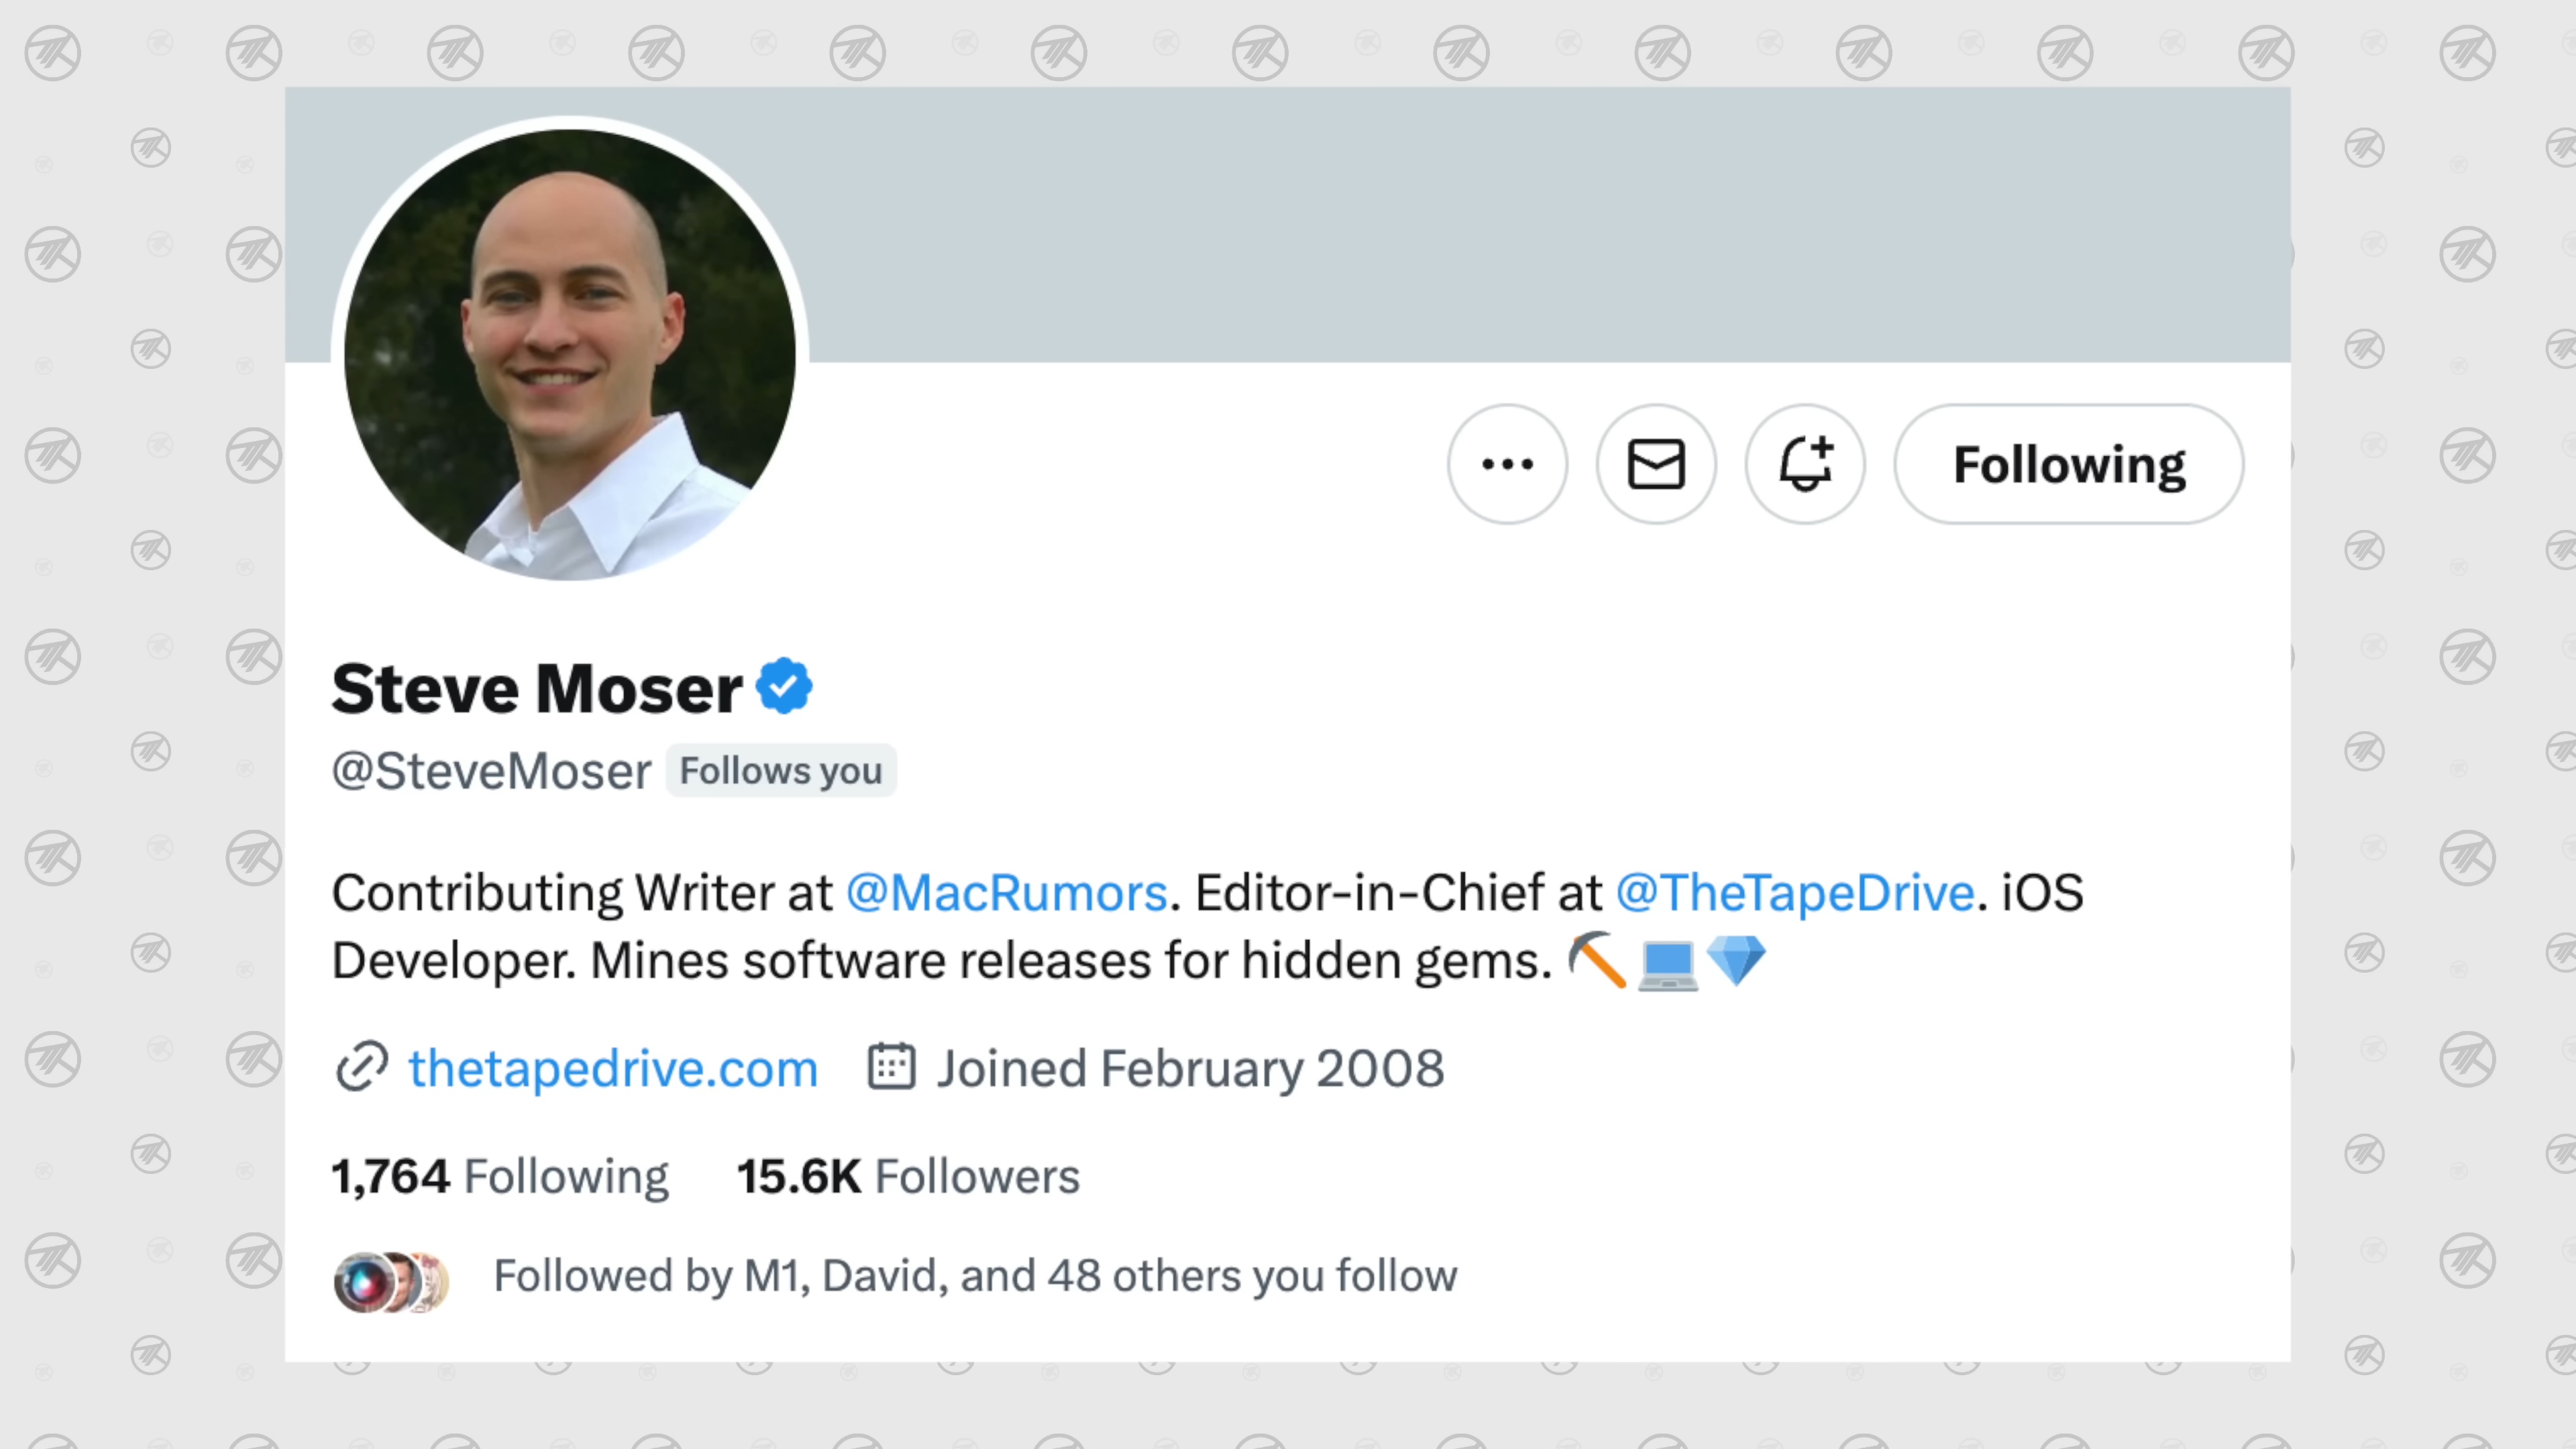 Following
Steve Moser
@SteveMoser Follows you
Contributing Writer at @MacRumors. Editor-in-Chief at @TheTapeDrive. iOS
Developer. Mines software releases for hidden gems. ⛏️💻💎
thetapedrive.com Joined February 2008
1,764 Following 15.6K Followers
Followed by M1, David, and 48 others you follow